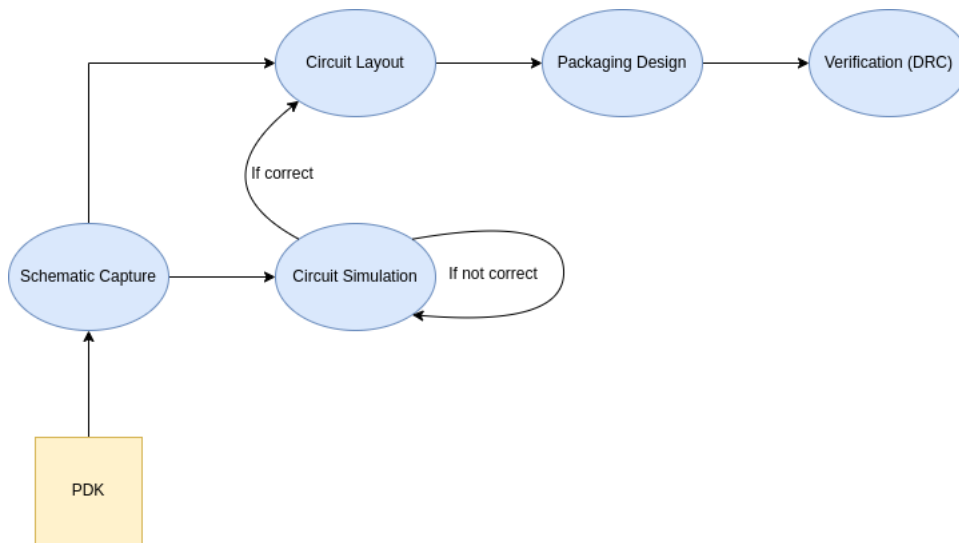 Circuit Layout
Packaging Design
Verification (DRC)
If correct
Schematic Capture
Circuit Simulation
If not correct
PDK